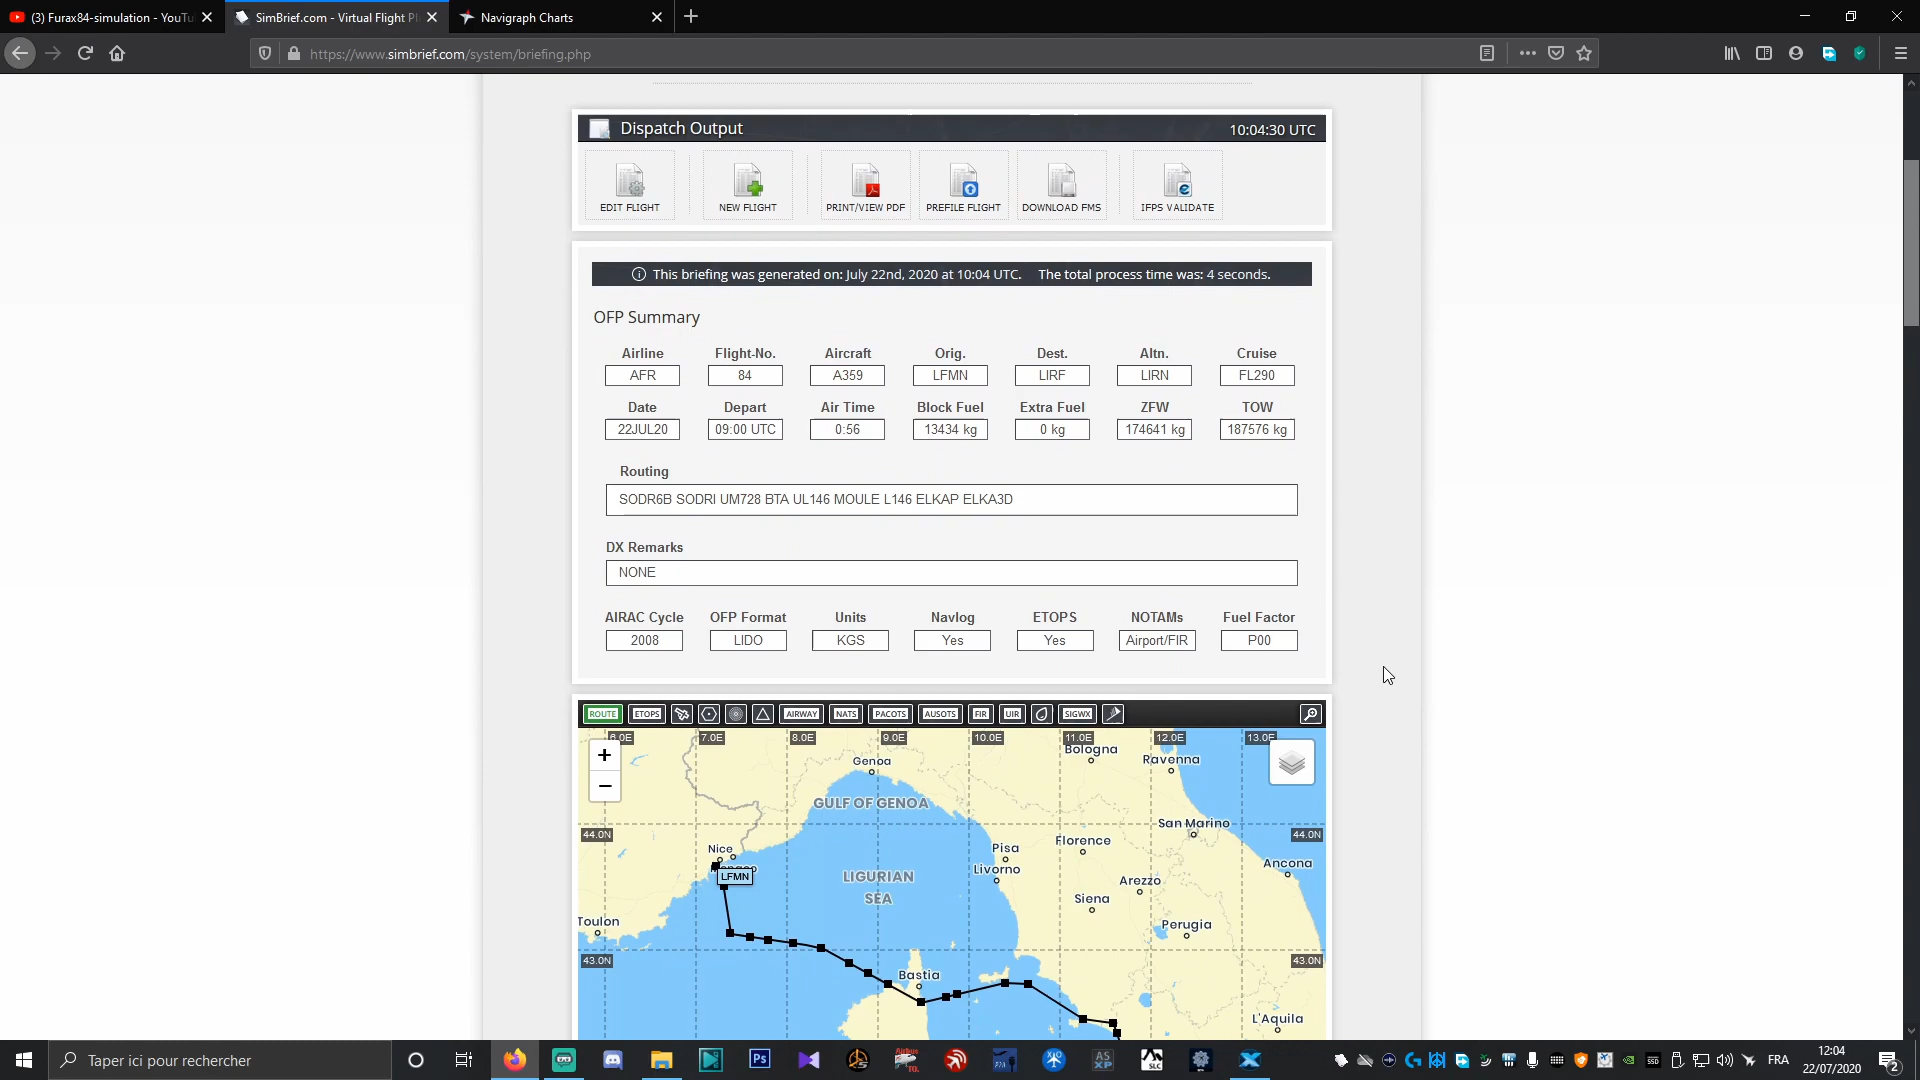 (3) Furax84-simulation - YouTu
SimBrief.com - Virtual Flight Pl
Navigraph Charts
https://www.simbrief.com/system/briefing.php
Dispatch Output
10:04:30 UTC
EDIT FLIGHT
NEW FLIGHT
PRINT/VIEW PDF
PREFILE FLIGHT
DOWNLOAD FMS
IFPS VALIDATE
This briefing was generated on: July 22nd, 2020 at 10:04 UTC. The total process time was: 4 seconds.
OFP Summary
Airline Flight-No. Aircraft Orig. Dest. Altn. Cruise
AFR 84 A359 LFMN LIRF LIRN FL290
Date Depart Air Time Block Fuel Extra Fuel ZFW TOW
22JUL20 09:00 UTC 0:56 13434 kg 0 kg 174641 kg 187576 kg
Routing
SODR6B SODRI UM728 BTA UL146 MOULE L146 ELKAP ELKA3D
DX Remarks
NONE
AIRAC Cycle OFP Format Units Navlog ETOPS NOTAMs Fuel Factor
2008 LIDO KGS Yes Yes Airport/FIR P00
ROUTE ETOPS AIRWAY NATS PACOTS AUSOTS FIR UIR SIGWX
6.0E 7.0E 8.0E 9.0E 10.0E 11.0E 12.0E 13.0E
+
−
Bologna
Ravenna
Genoa
GULF OF GENOA
San Marino
44.0N
44.0N
Florence
Nice
Pisa
Ancona
Livorno
LFMN
LIGURIAN
SEA
Arezzo
Siena
Toulon
Perugia
43.0N
43.0N
Bastia
L'Aquila
Taper ici pour rechercher
Ps
AS
XP
SLC
SSD
FRA
12:04
22/07/2020
2